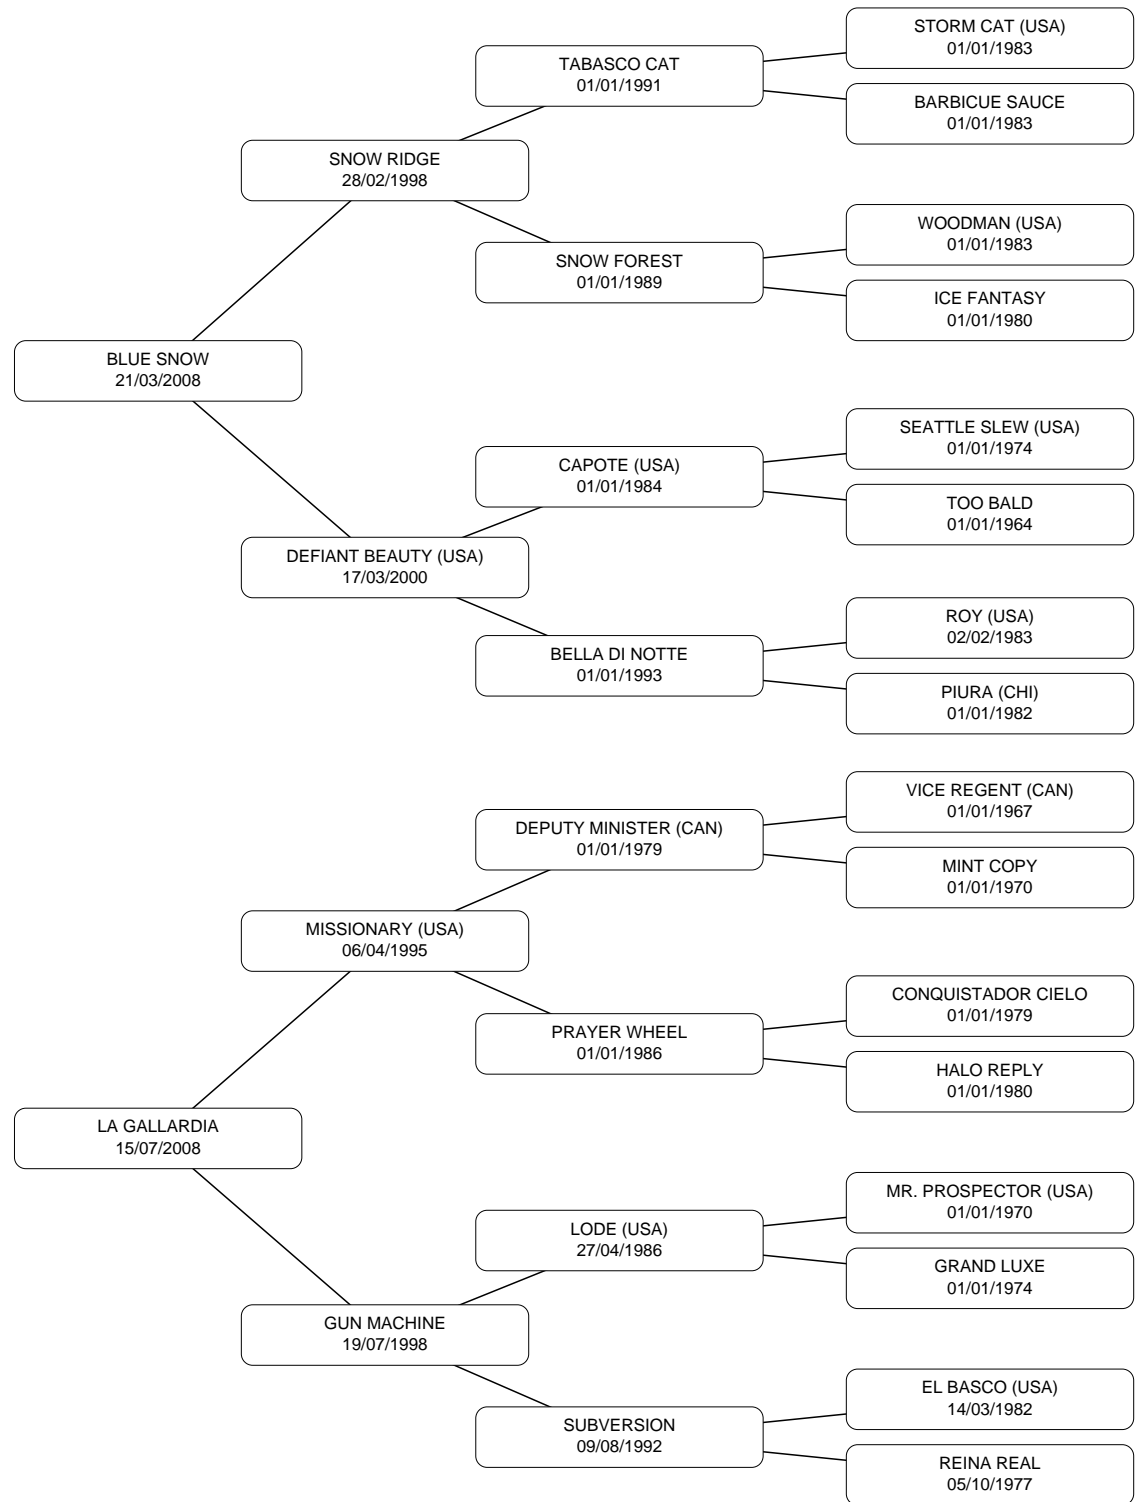 STORM CAT (USA)
01/01/1983
TABASCO CAT
01/01/1991
BARBICUE SAUCE
01/01/1983
SNOW RIDGE
28/02/1998
WOODMAN (USA)
01/01/1983
SNOW FOREST
01/01/1989
ICE FANTASY
01/01/1980
BLUE SNOW
21/03/2008
SEATTLE SLEW (USA)
01/01/1974
CAPOTE (USA)
01/01/1984
TOO BALD
01/01/1964
DEFIANT BEAUTY (USA)
17/03/2000
ROY (USA)
02/02/1983
BELLA DI NOTTE
01/01/1993
PIURA (CHI)
01/01/1982
VICE REGENT (CAN)
01/01/1967
DEPUTY MINISTER (CAN)
01/01/1979
MINT COPY
01/01/1970
MISSIONARY (USA)
06/04/1995
CONQUISTADOR CIELO
01/01/1979
PRAYER WHEEL
01/01/1986
HALO REPLY
01/01/1980
LA GALLARDIA
15/07/2008
MR. PROSPECTOR (USA)
01/01/1970
LODE (USA)
27/04/1986
GRAND LUXE
01/01/1974
GUN MACHINE
19/07/1998
EL BASCO (USA)
14/03/1982
SUBVERSION
09/08/1992
REINA REAL
05/10/1977